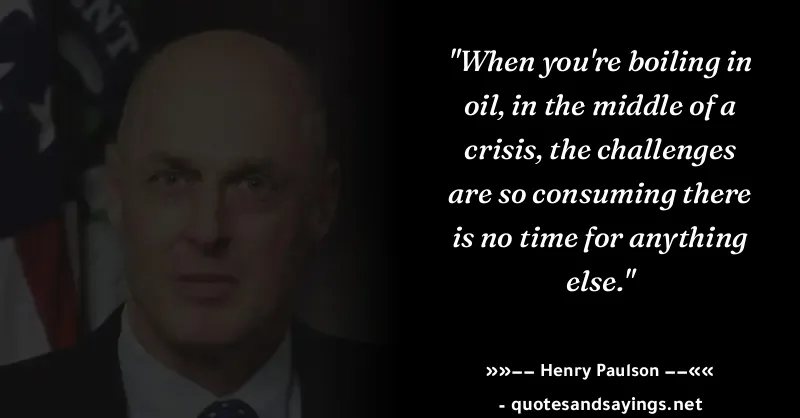 NT
"When you're boiling in
oil, in the middle of a
crisis, the challenges
are so consuming there
is no time for anything
else."
»»–– Henry Paulson ––««
- quotesandsayings.net